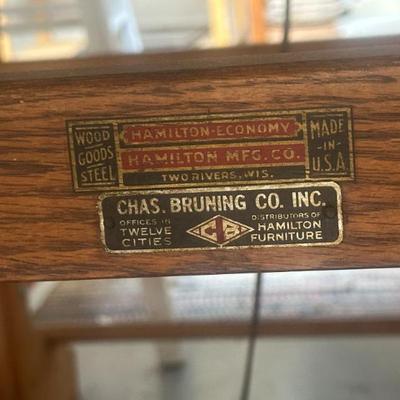 WOOD
GOODS
STEEL
HAMILTON-ECONOMY
HAMILTON MFG. CO.
TWO RIVERS, WIS.
MADE
-IN-
U.S.A
CHAS. BRUNING CO. INC.
OFFICES IN
TWELVE
CITIES
CB
DISTRIBUTORS OF
HAMILTON
FURNITURE